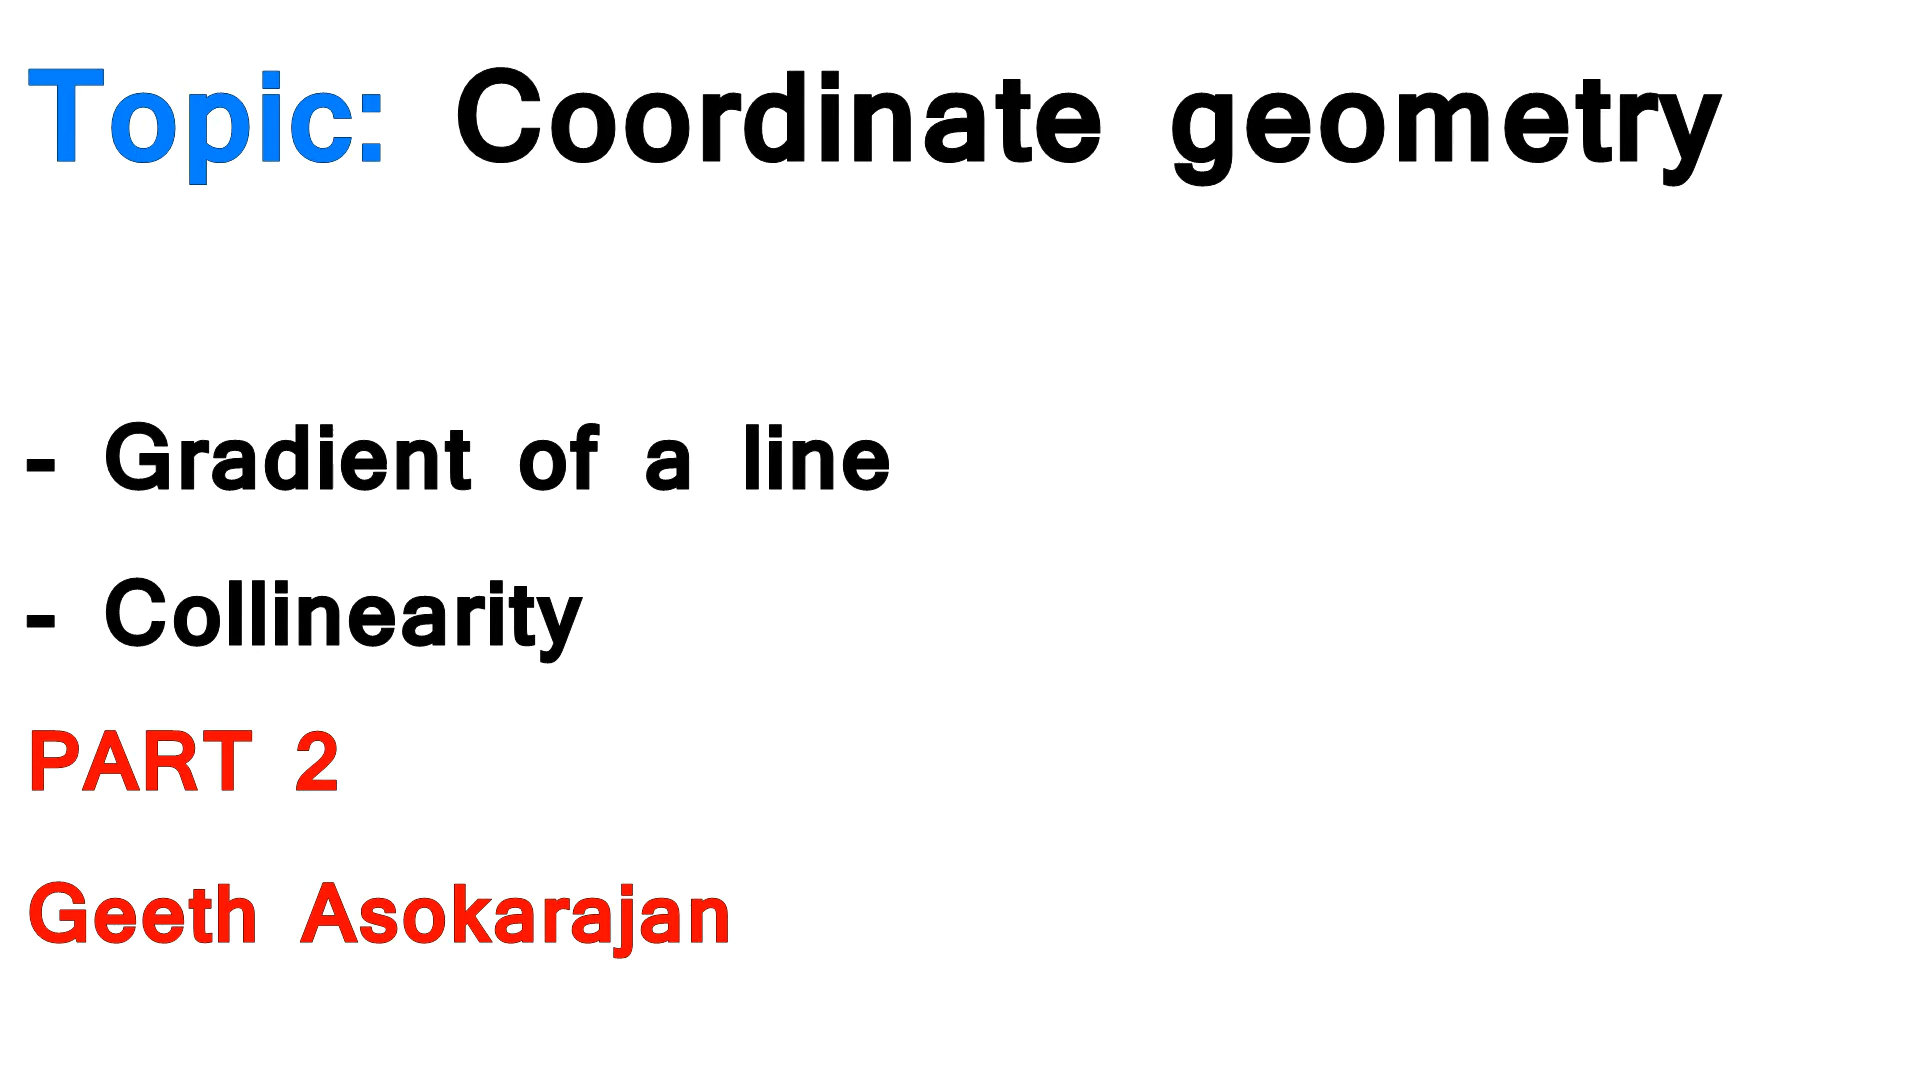 Topic: Coordinate geometry
- Gradient of a line
- Collinearity
PART 2
Geeth Asokarajan